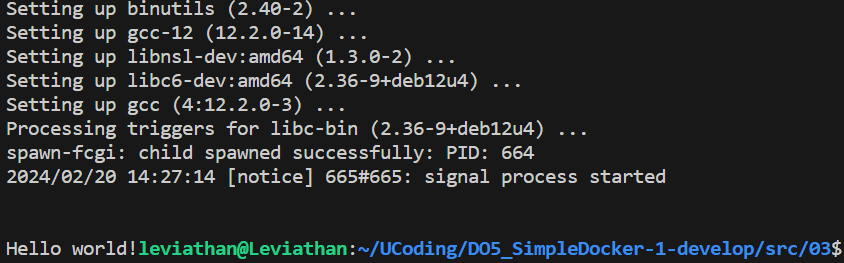 Setting up binutils (2.40-2) ...
Setting up gcc-12 (12.2.0-14) ...
Setting up libnsl-dev:amd64 (1.3.0-2) ...
Setting up libc6-dev:amd64 (2.36-9+deb12u4) ...
Setting up gcc (4:12.2.0-3) ...
Processing triggers for libc-bin (2.36-9+deb12u4) ...
spawn-fcgi: child spawned successfully: PID: 664
2024/02/20 14:27:14 [notice] 665#665: signal process started
Hello world!leviathan@Leviathan:~/UCoding/DO5_SimpleDocker-1-develop/src/03$